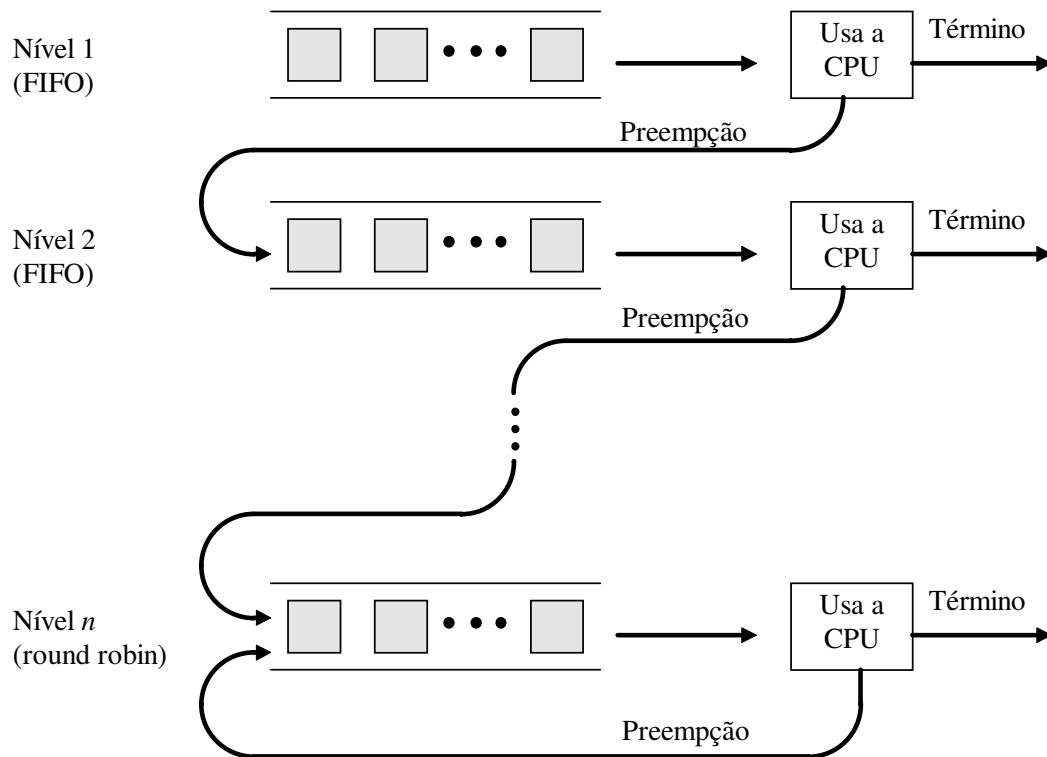 Nível 1
(FIFO)
Usa a
CPU
Término
Preempção
Nível 2
(FIFO)
Usa a
CPU
Término
Preempção
Nível n
(round robin)
Usa a
CPU
Término
Preempção